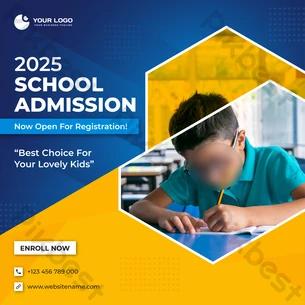 YOUR LOGO
2025
SCHOOL
ADMISSION
Now Open For Registration!
“Best Choice For
Your Lovely Kids”
ENROLL NOW
+123 456 789 000
www.websitename.com
pikbest